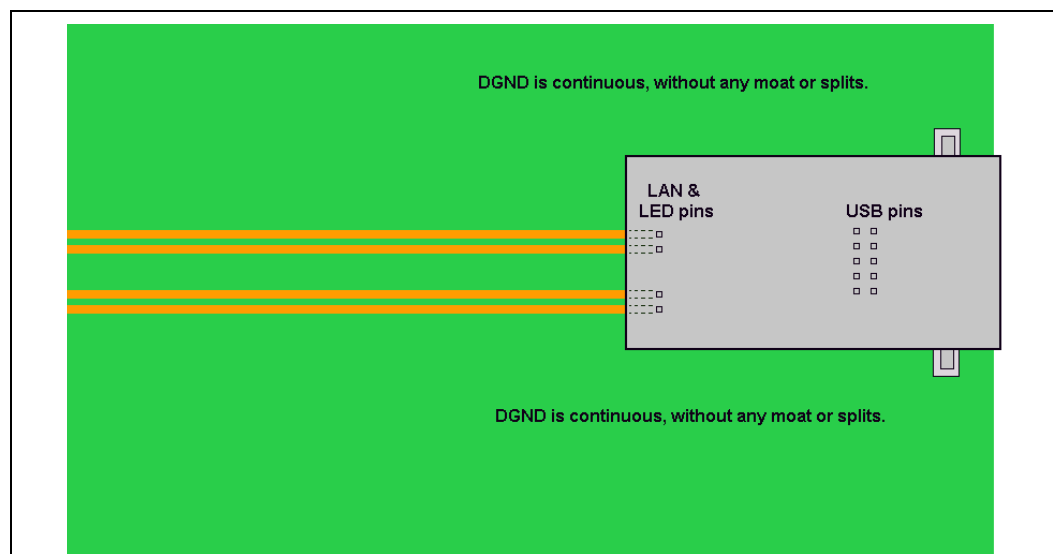 DGND is continuous, without any moat or splits.
LAN &
LED pins
USB pins
DGND is continuous, without any moat or splits.